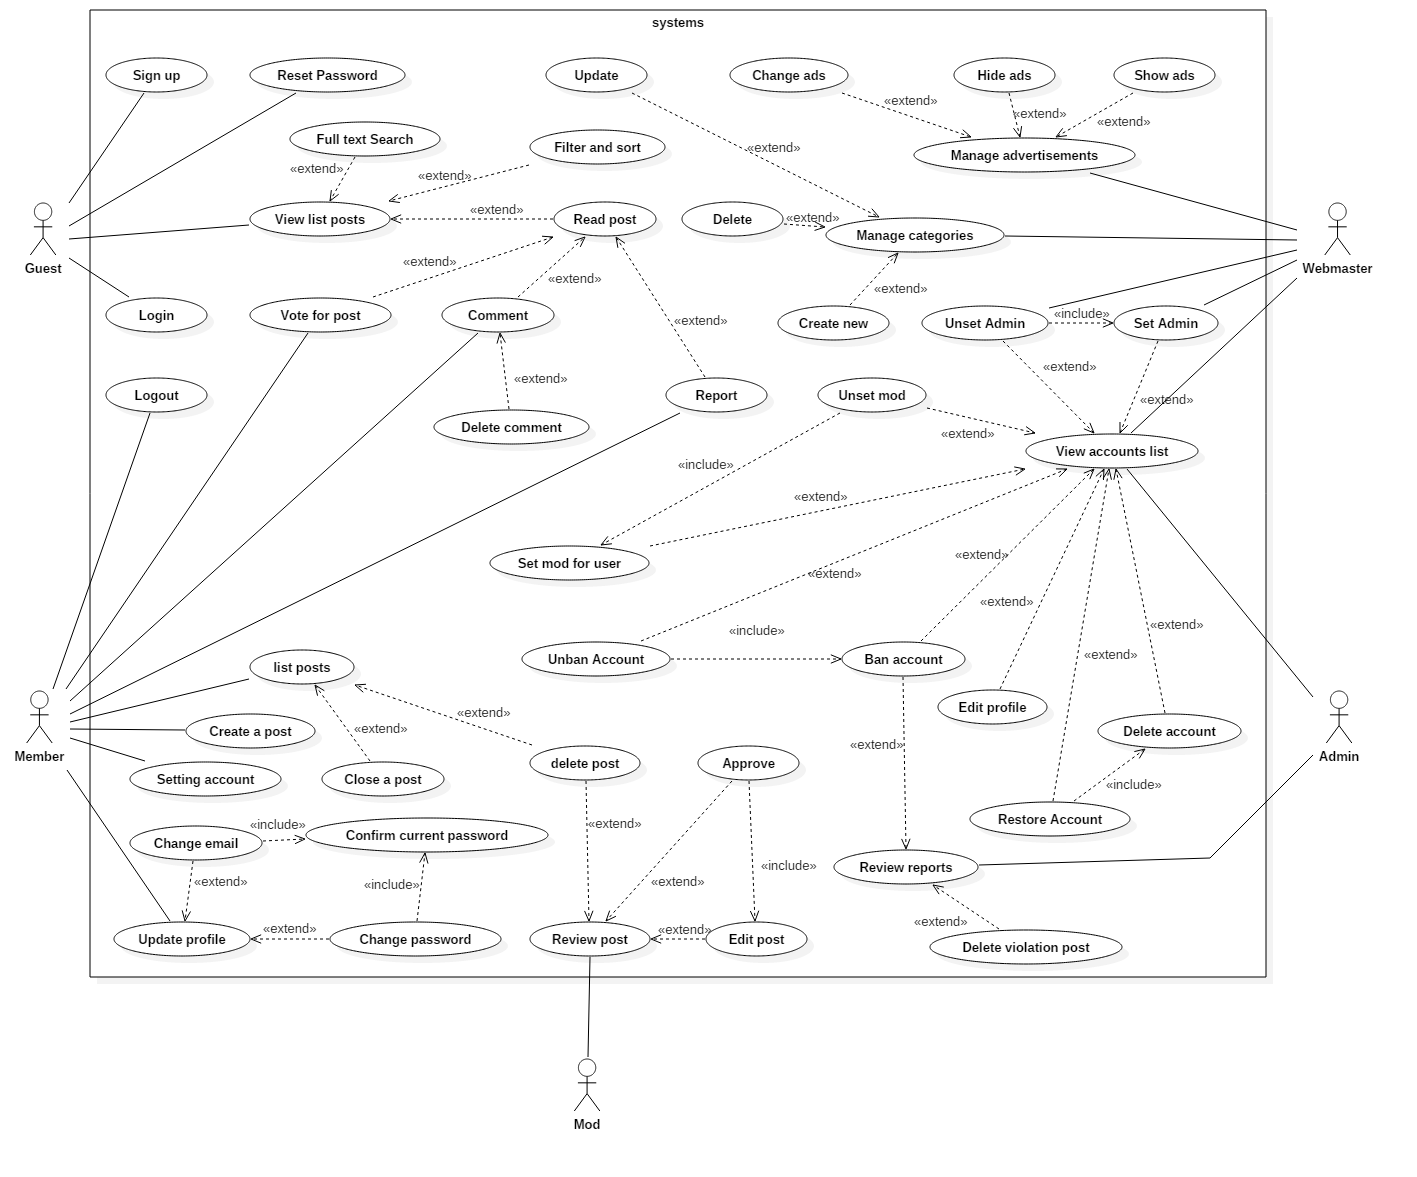 systems
Sign up
Reset Password
Update
Change ads
Hide ads
Show ads
«extend»
«extend»
«extend»
Full text Search
Filter and sort
«extend»
Manage advertisements
«extend»
«extend»
View list posts
«extend»
Read post
Delete
«extend»
Manage categories
Guest
Webmaster
«extend»
«extend»
«extend»
Login
Vote for post
Comment
«extend»
Create new
Unset Admin
«include»
Set Admin
«extend»
«extend»
Logout
Report
Unset mod
«extend»
Delete comment
«extend»
View accounts list
«include»
«extend»
Set mod for user
«extend»
«extend»
«extend»
«extend»
«include»
Unban Account
Ban account
«extend»
list posts
Edit profile
«extend»
«extend»
Create a post
Delete account
«extend»
Member
Admin
Setting account
Close a post
delete post
Approve
«include»
Restore Account
«include»
Change email
Confirm current password
«extend»
«include»
Review reports
«extend»
«include»
«extend»
«extend»
«extend»
«extend»
Update profile
Change password
Review post
Edit post
Delete violation post
Mod